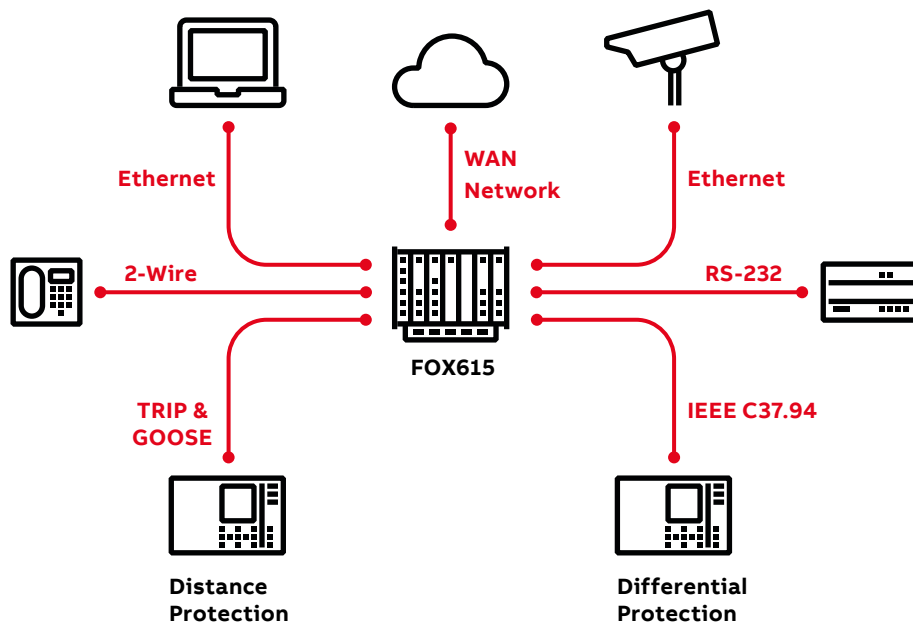 WAN
Network
Ethernet
Ethernet
2-Wire
RS-232
FOX615
TRIP &
GOOSE
IEEE C37.94
Distance
Protection
Differential
Protection